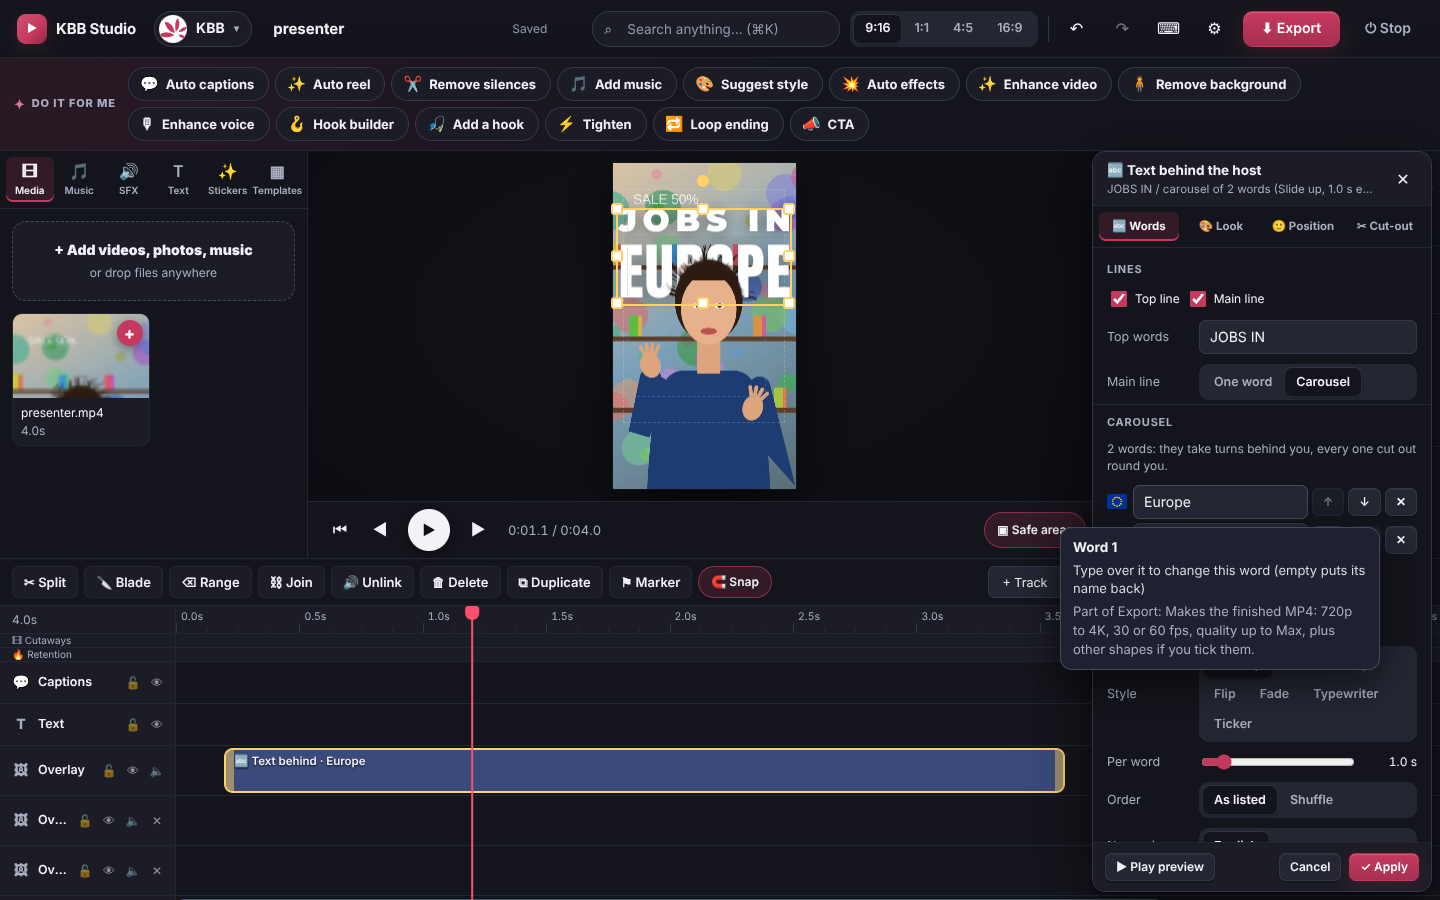 KBB Studio
KBB
presenter
Saved
Search anything... (⌘K)
9:16
1:1
4:5
16:9
Export
Stop
DO IT FOR ME
Auto captions
Auto reel
Remove silences
Add music
Suggest style
Auto effects
Enhance video
Remove background
Enhance voice
Hook builder
Add a hook
Tighten
Loop ending
CTA
Media
Music
SFX
Text
Stickers
Templates
+ Add videos, photos, music
or drop files anywhere
presenter.mp4
4.0s
SALE 50%
JOBS IN
EUROPE
0:01.1 / 0:04.0
Safe area
Text behind the host
JOBS IN / carousel of 2 words (Slide up, 1.0 s e...
Words
Look
Position
Cut-out
LINES
Top line
Main line
Top words
JOBS IN
Main line
One word
Carousel
CAROUSEL
2 words: they take turns behind you, every one cut out
round you.
Europe
Word 1
Type over it to change this word (empty puts its
name back)
Part of Export: Makes the finished MP4: 720p
to 4K, 30 or 60 fps, quality up to Max, plus
other shapes if you tick them.
Style
Flip
Fade
Typewriter
Ticker
Per word
1.0 s
Order
As listed
Shuffle
Play preview
Cancel
Apply
Split
Blade
Range
Join
Unlink
Delete
Duplicate
Marker
Snap
+ Track
4.0s
0.0s
0.5s
1.0s
1.5s
2.0s
2.5s
3.0s
3.5
Cutaways
Retention
Captions
Text
Overlay
Text behind · Europe
Ov...
Ov...